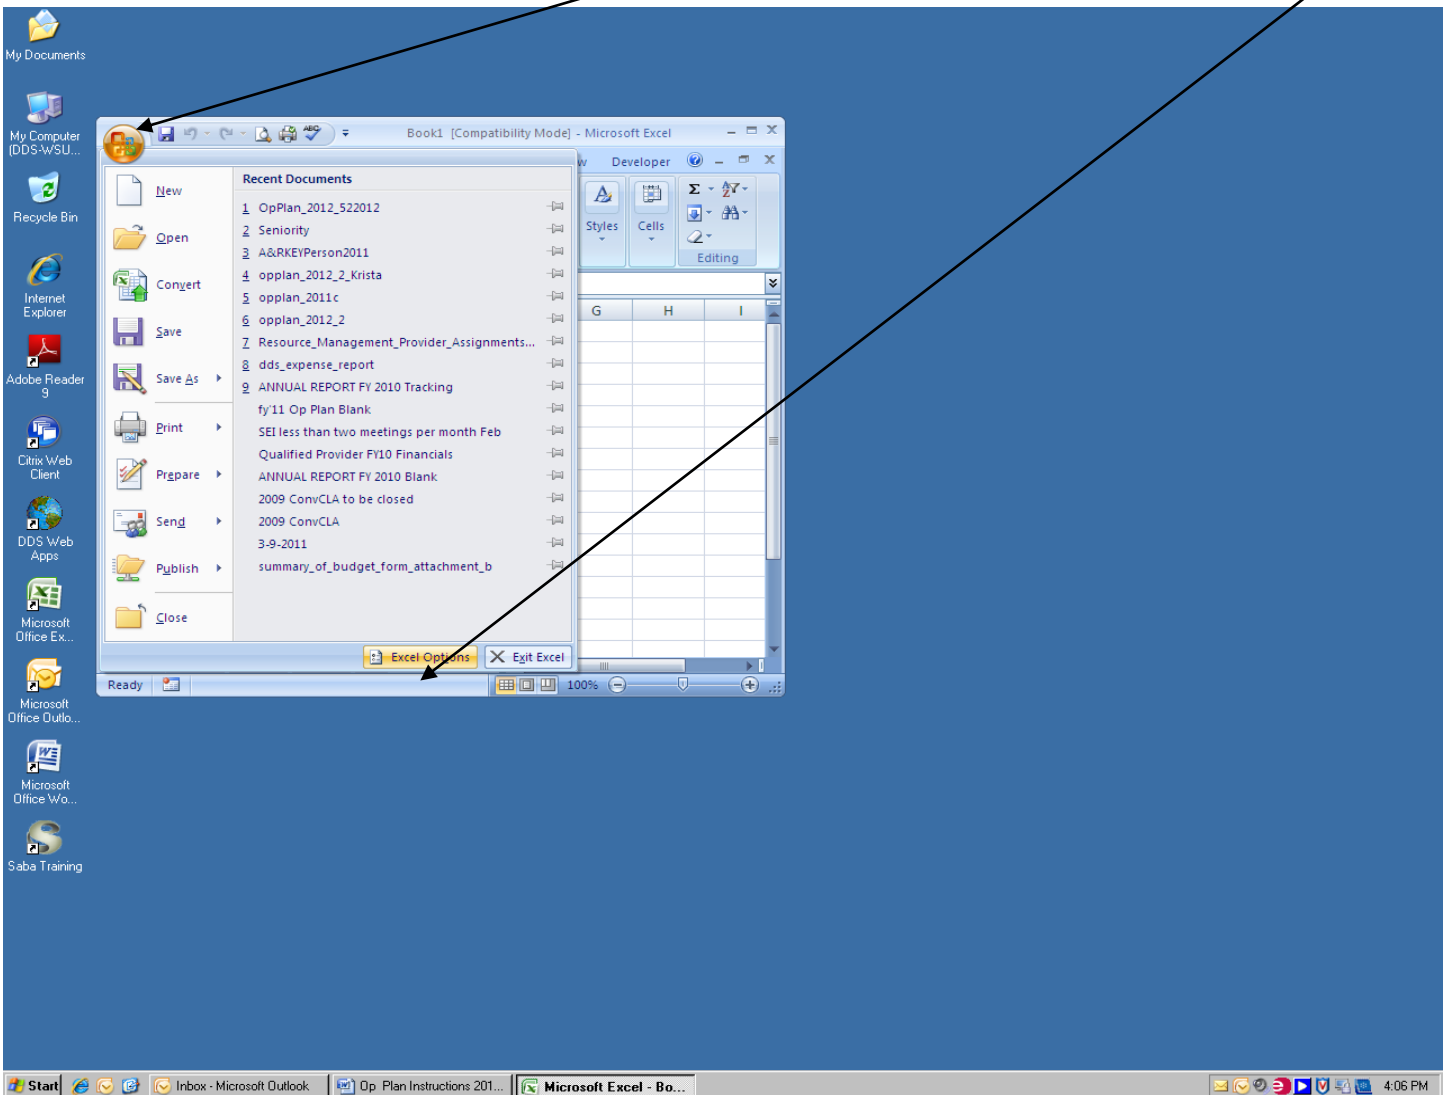 My Documents
My Computer
(DDS-WSU...
Recycle Bin
Internet
Explorer
Adobe Reader
9
Citrix Web
Client
DDS Web
Apps
Microsoft
Office Ex...
Microsoft
Office Outlo...
Microsoft
Office Wo...
Saba Training
Book1 [Compatibility Mode] - Microsoft Excel
w Developer
New
Open
Convert
Save
Save As
Print
Prepare
Send
Publish
Close
Recent Documents
1 OpPlan_2012_522012
2 Seniority
3 A&RKEYPerson2011
4 opplan_2012_2_Krista
5 opplan_2011c
6 opplan_2012_2
7 Resource_Management_Provider_Assignments...
8 dds_expense_report
9 ANNUAL REPORT FY 2010 Tracking
fy'11 Op Plan Blank
SEI less than two meetings per month Feb
Qualified Provider FY10 Financials
ANNUAL REPORT FY 2010 Blank
2009 ConvCLA to be closed
2009 ConvCLA
3-9-2011
summary_of_budget_form_attachment_b
Excel Options
Exit Excel
Styles
Cells
Σ
Editing
G H I
Ready
100%
Start
Inbox - Microsoft Outlook
Op Plan Instructions 201...
Microsoft Excel - Bo...
4:06 PM